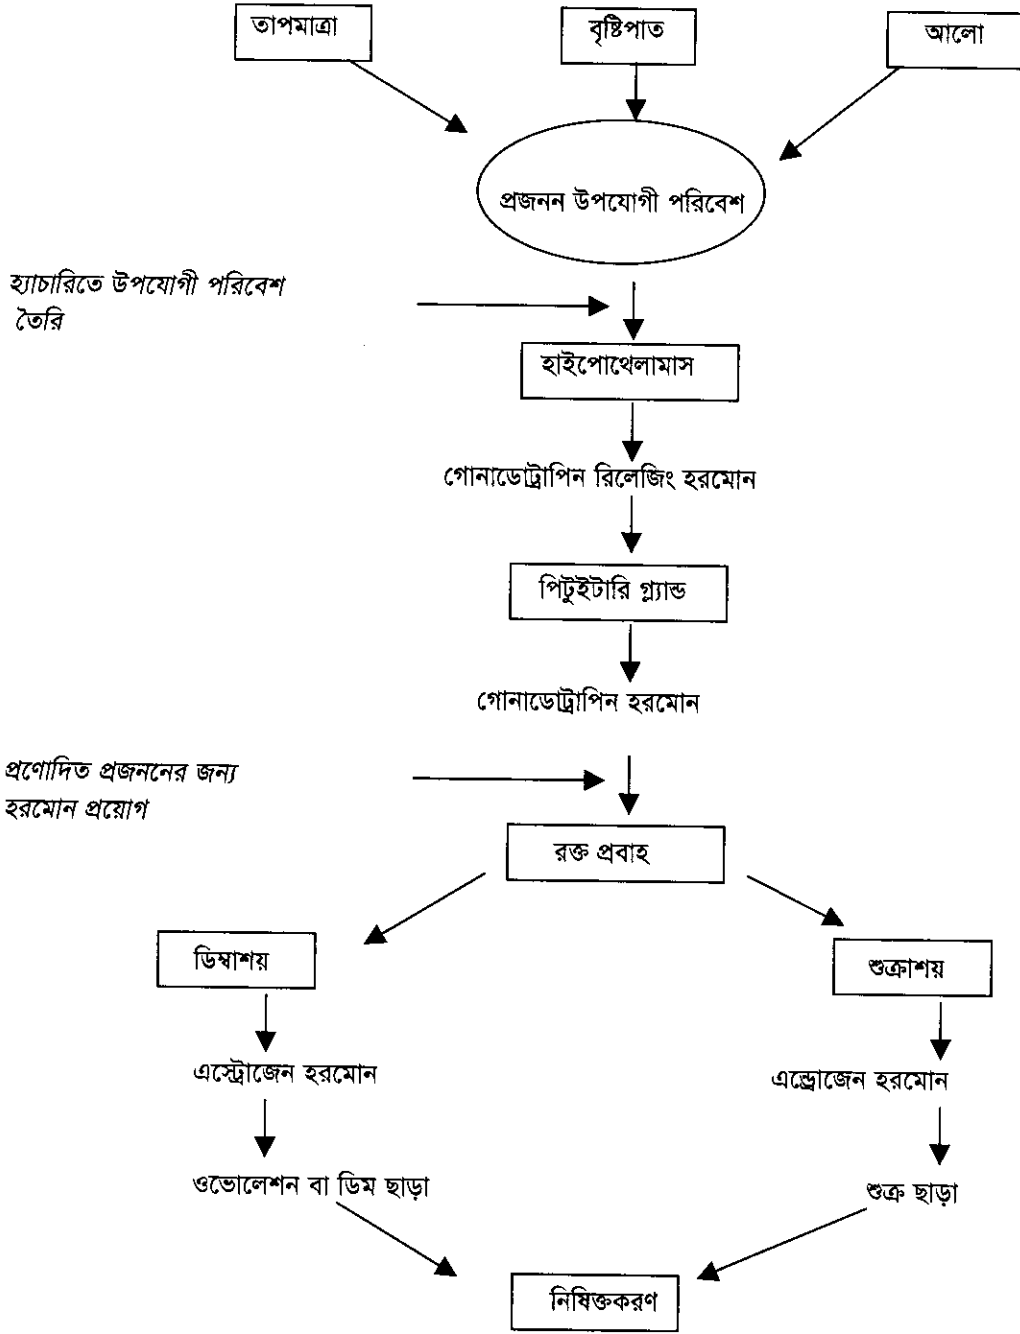 তাপমাত্রা
বৃষ্টিপাত
আলো
প্রজনন উপযোগী পরিবেশ
হ্যাচারিতে উপযোগী পরিবেশ
তৈরি
হাইপোথেলামাস
গোনাডোট্রাপিন রিলেজিং হরমোন
পিটুইটারি গ্ল্যান্ড
গোনাডোট্রাপিন হরমোন
প্রণোদিত প্রজননের জন্য
হরমোন প্রয়োগ
রক্ত প্রবাহ
ডিম্বাশয়
শুক্রাশয়
এস্ট্রোজেন হরমোন
এন্ড্রোজেন হরমোন
ওভোলেশন বা ডিম ছাড়া
শুক্র ছাড়া
নিষিক্তকরণ